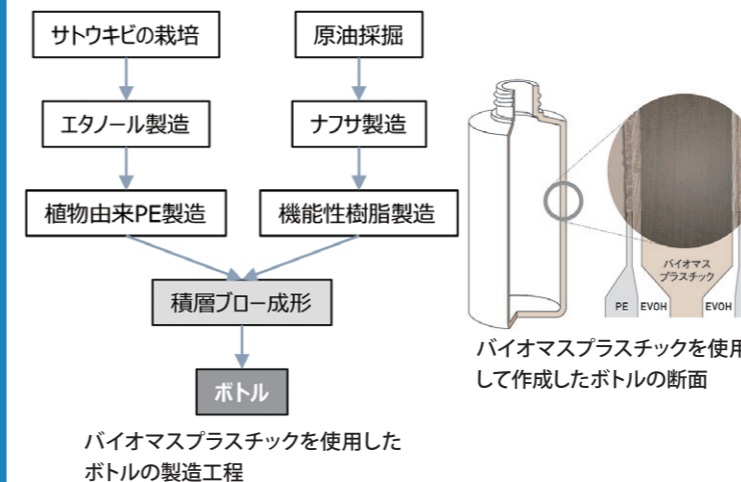 サトウキビの栽培
原油採掘
エタノール製造
ナフサ製造
植物由来PE製造
機能性樹脂製造
積層ブロー成形
ボトル
バイオマスプラスチックを使用した
ボトルの製造工程
バイオマス
プラスチック
PE
EVOH
EVOH
バイオマスプラスチックを使用
して作成したボトルの断面